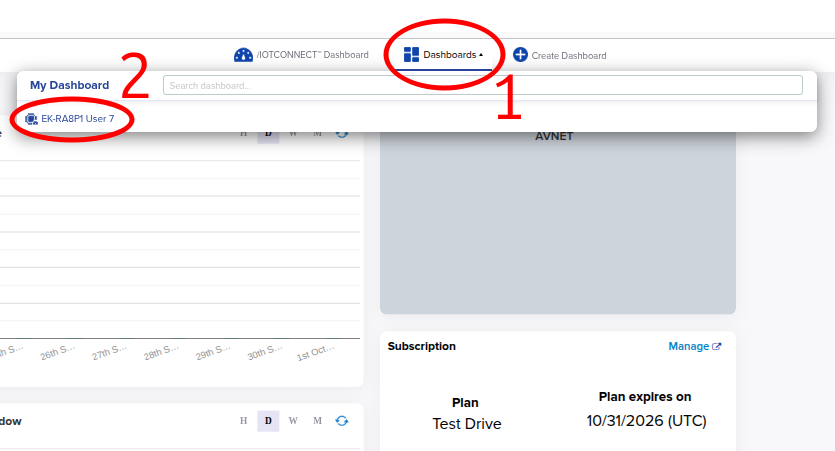 /IOTCONNECT™ Dashboard
Dashboards
Create Dashboard
2
My Dashboard
Search dashboard...
1
EK-RA8P1 User 7
H D W M
AVNET
26th S...
27th S...
28th S...
29th S...
30th S...
1st Oct...
Subscription
Manage
Plan
Plan expires on
Test Drive
10/31/2026 (UTC)
dow
H D W M